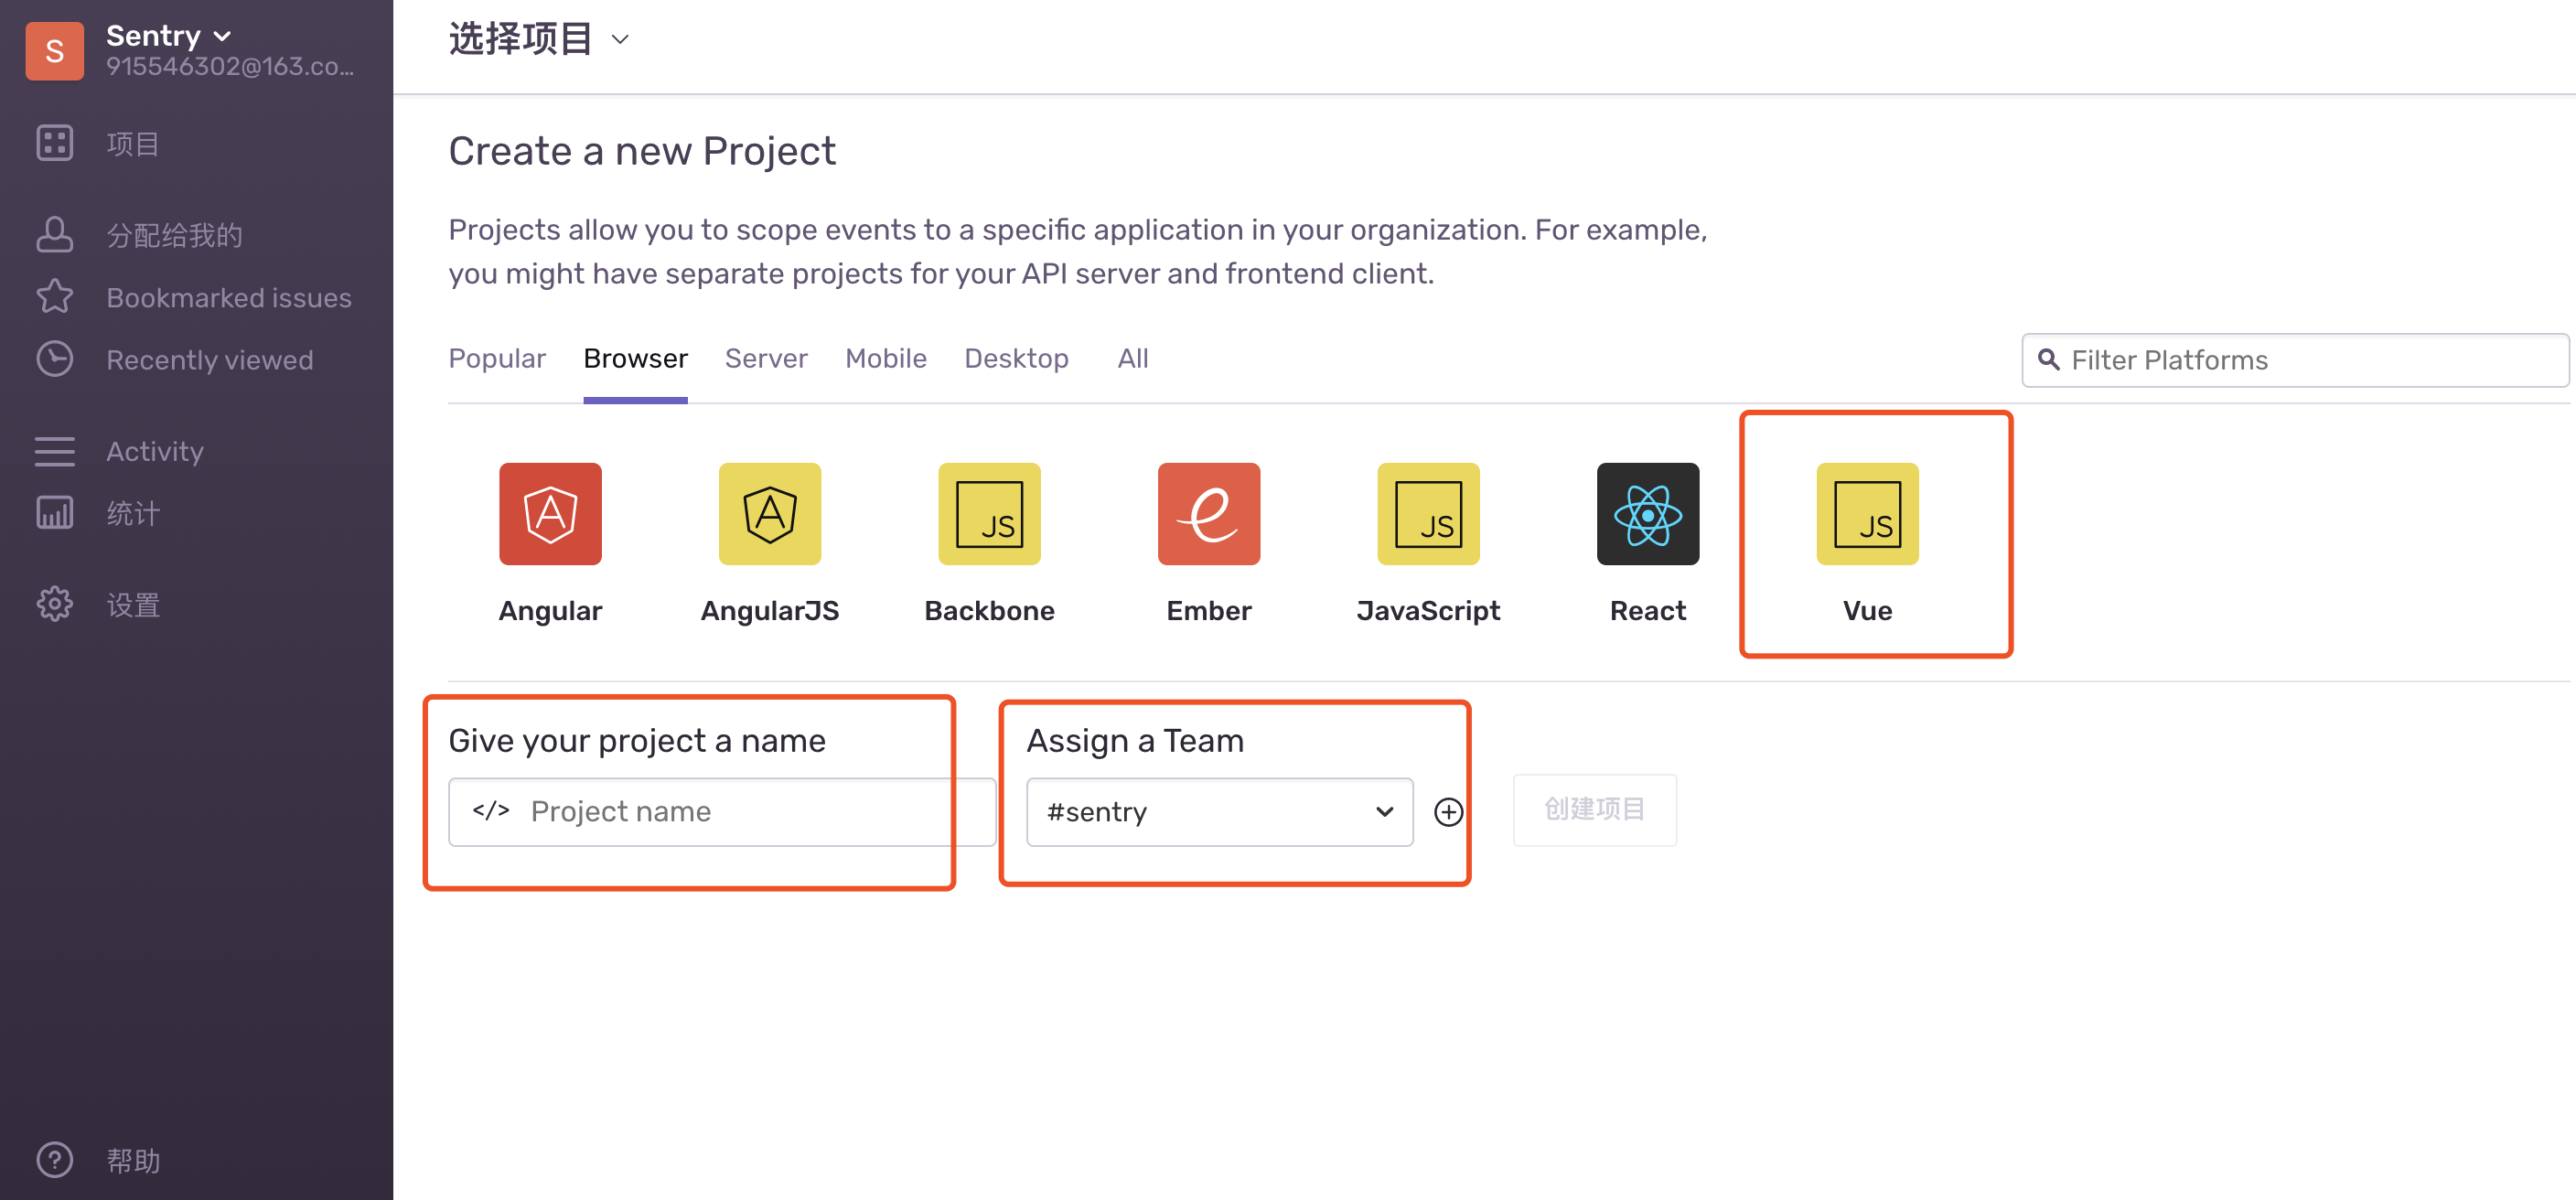 S
Sentry
915546302@163.co...
项目
分配给我的
Bookmarked issues
Recently viewed
Activity
统计
设置
帮助
选择项目
Create a new Project
Projects allow you to scope events to a specific application in your organization. For example,
you might have separate projects for your API server and frontend client.
Popular Browser Server Mobile Desktop All
Filter Platforms
JS JS JS
Angular AngularJS Backbone Ember JavaScript React Vue
Give your project a name
</> Project name
Assign a Team
#sentry
创建项目